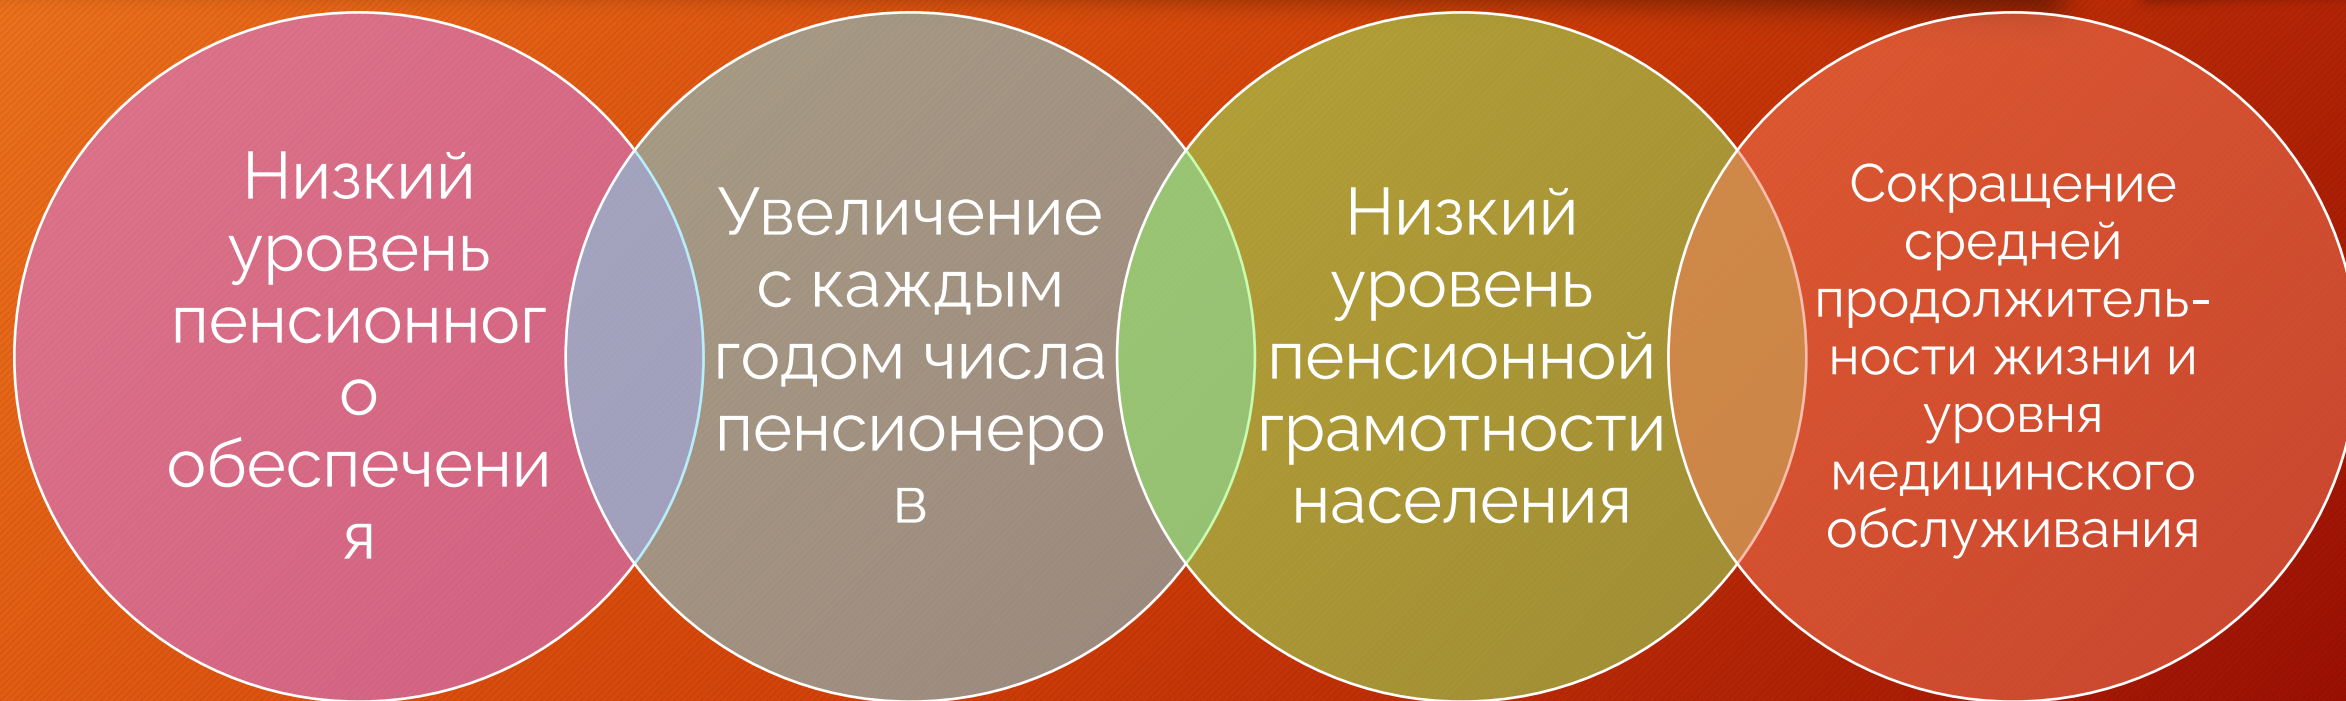 Низкий
уровень
пенсионног
о
обеспечени
я
Увеличение
с каждым
годом числа
пенсионеро
в
Низкий
уровень
пенсионной
грамотности
населения
Сокращение
средней
продолжитель-
ности жизни и
уровня
медицинского
обслуживания